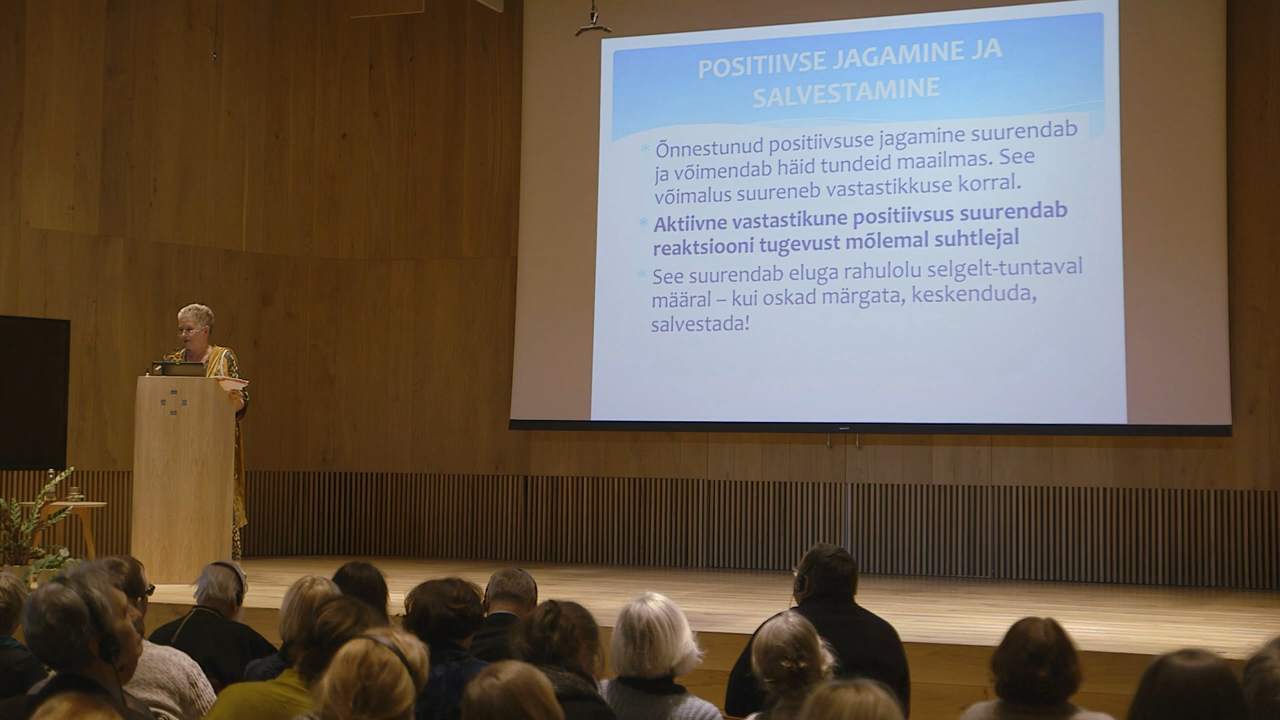 POSITIIVSE JAGAMINE JA
SALVESTAMINE
Õnnestunud positiivsuse jagamine suurendab
ja võimendab häid tundeid maailmas. See
võimalus suureneb vastastikkuse korral.
Aktiivne vastastikune positiivsus suurendab
reaktsiooni tugevust mõlemal suhtlejal
See suurendab eluga rahulolu selgelt-tuntaval
määral – kui oskad märgata, keskenduda,
salvestada!